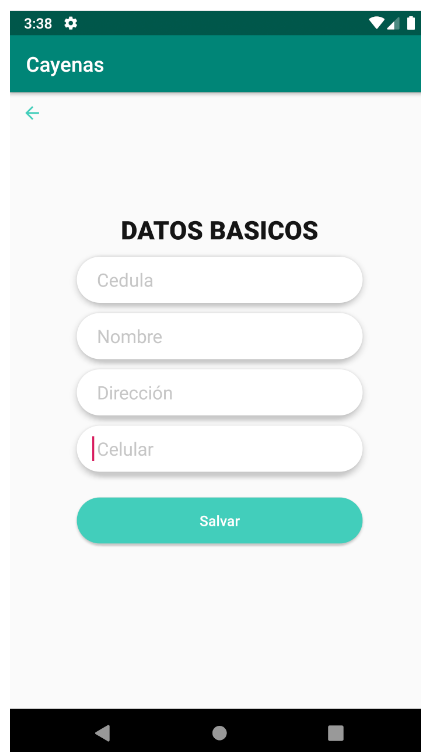 3:38
Cayenas
DATOS BASICOS
Cedula
Nombre
Dirección
Celular
Salvar